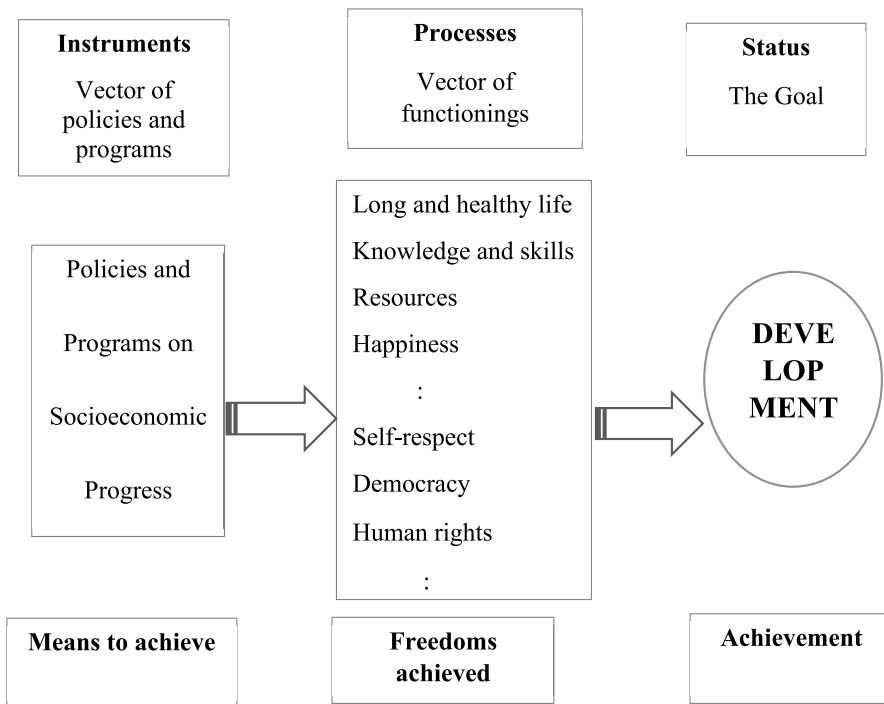 Instruments
Vector of
policies and
programs
Processes
Vector of
functionings
Status
The Goal
Policies and
Programs on
Socioeconomic
Progress
Long and healthy life
Knowledge and skills
Resources
Happiness
:
Self-respect
Democracy
Human rights
:
DEVE
LOP
MENT
Means to achieve
Freedoms
achieved
Achievement